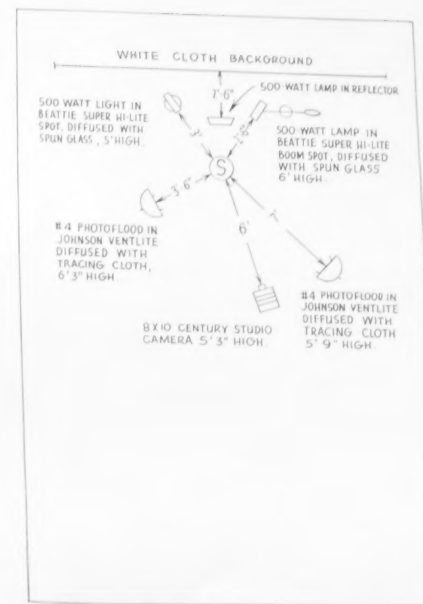 WHITE CLOTH BACKGROUND
2'-6"
500-WATT LAMP IN REFLECTOR
500 WATT LIGHT IN
BEATTIE SUPER HI-LITE
SPOT, DIFFUSED WITH
SPUN GLASS, 5' HIGH.
3'
500-WATT LAMP IN
BEATTIE SUPER HI-LITE
BOOM SPOT, DIFFUSED
WITH SPUN GLASS
6' HIGH.
S
3'-6"
#4 PHOTOFLOOD IN
JOHNSON VENTLITE
DIFFUSED WITH
TRACING CLOTH,
6'3" HIGH.
6'
7'
8X10 CENTURY STUDIO
CAMERA 5'3" HIGH.
#4 PHOTOFLOOD IN
JOHNSON VENTLITE
DIFFUSED WITH
TRACING CLOTH
5'9" HIGH.